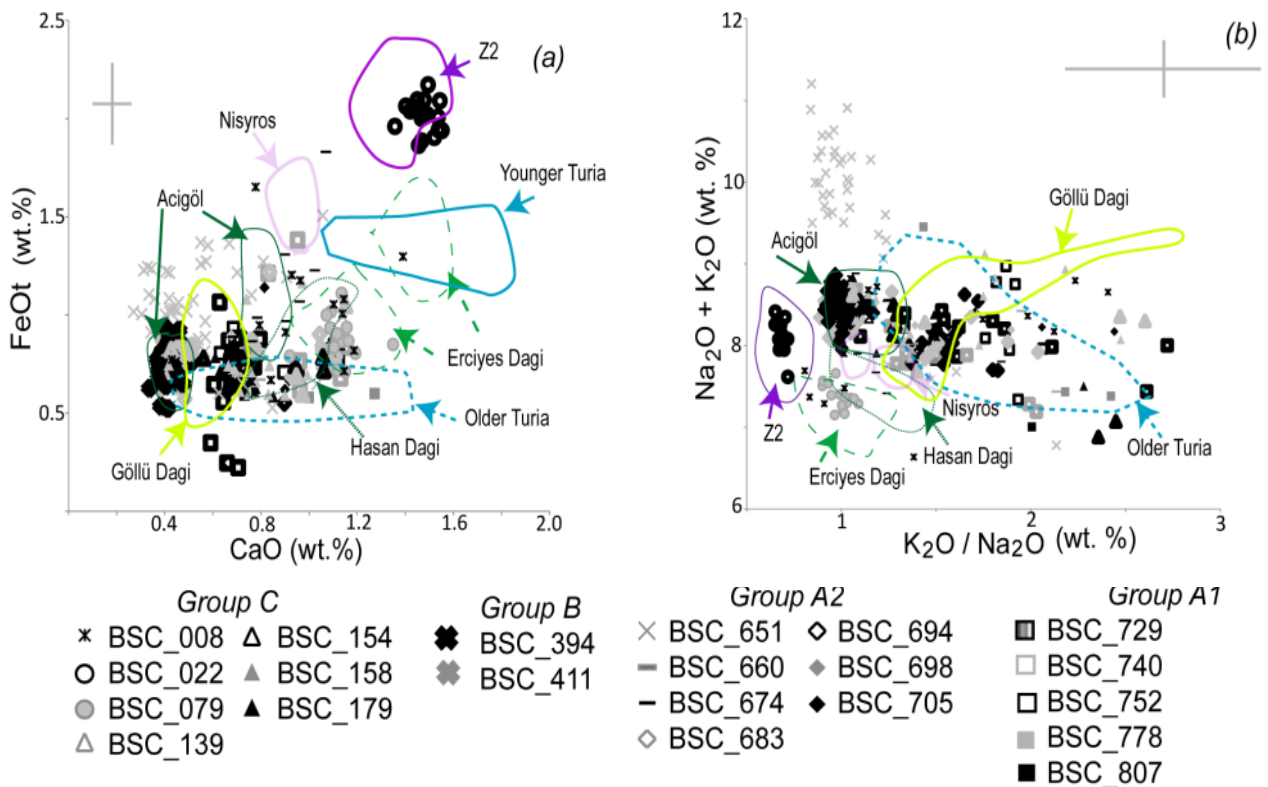 2.5
1.5
0.5
FeOt (wt.%)
0.4
0.8
1.2
1.6
2.0
CaO (wt.%)
(a)
Z2
Nisyros
Acigöl
Younger Turia
Erciyes Dagi
Older Turia
Hasan Dagi
Göllü Dagi
12
10
8
6
Na2O + K2O (wt. %)
1
2
3
K2O / Na2O (wt. %)
(b)
Göllü Dagi
Acigöl
Z2
Nisyros
Hasan Dagi
Older Turia
Erciyes Dagi
Group C
BSC_008
BSC_022
BSC_079
BSC_139
BSC_154
BSC_158
BSC_179
Group B
BSC_394
BSC_411
Group A2
BSC_651
BSC_660
BSC_674
BSC_683
BSC_694
BSC_698
BSC_705
Group A1
BSC_729
BSC_740
BSC_752
BSC_778
BSC_807